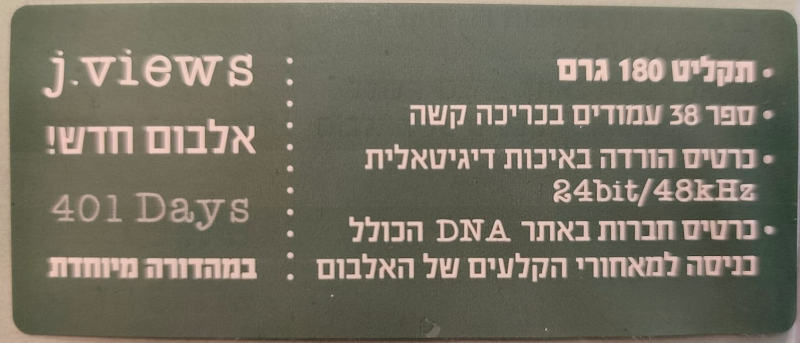 • תקליט 180 גרם
• ספר 38 עמודים בכריכה קשה
• כרטיס הורדה באיכות דיגיטאלית
24bit/48kHz
• כרטיס חברות באתר DNA הכולל
כניסה למאחורי הקלעים של האלבום
j.views
אלבום חדש!
401 Days
במהדורה מיוחדת